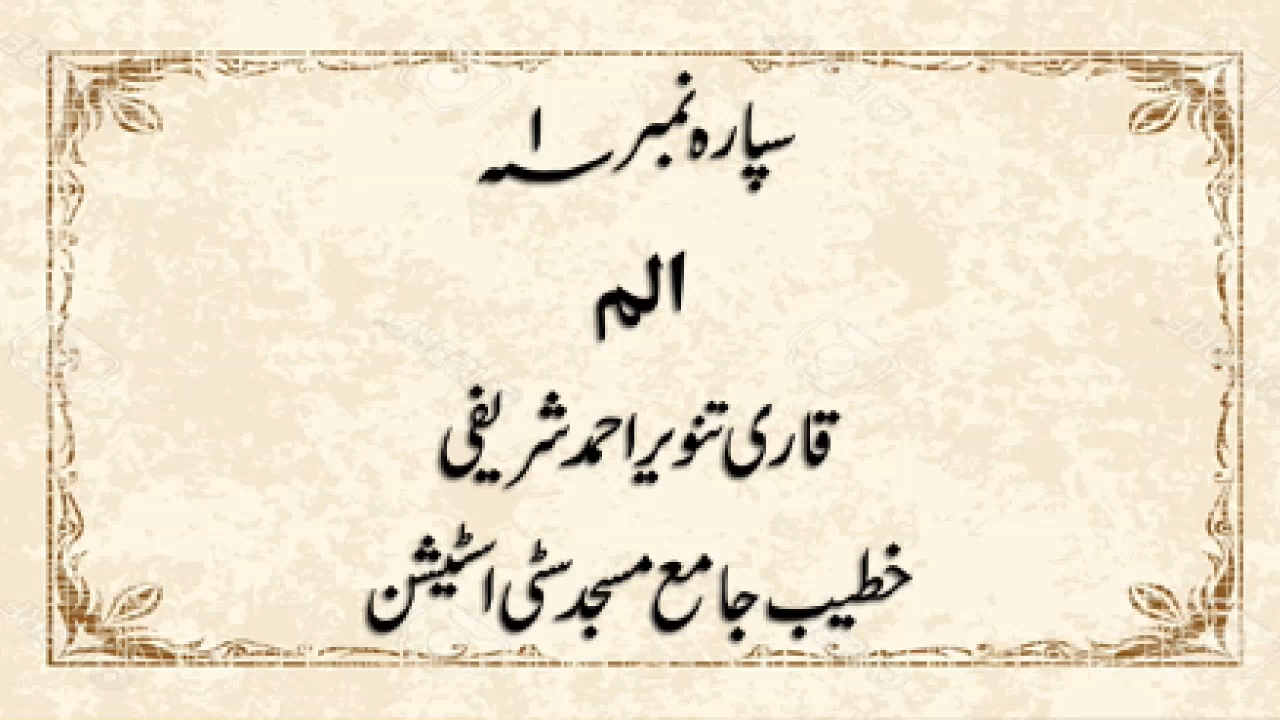 سپارہ نمبر ۱
الم
قاری تنویر احمد شریفی
خطیب جامع مسجد سٹی اسٹیشن